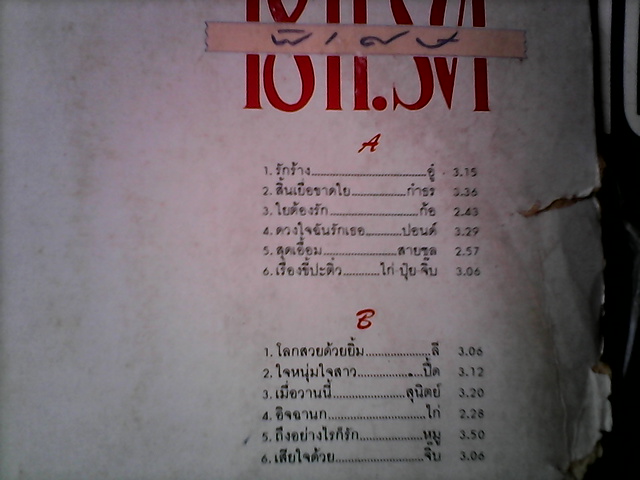 พิเศษ
A
1. รักร้าง....................................อู๋ 3.15
2. สิ้นเยื่อขาดใย.................กำธร 3.36
3. ใยต้องรัก............................ก้อ 2.43
4. ดวงใจฉันรักเธอ...........ปอนด์ 3.29
5. สุดเอื้อม.......................สายชล 2.57
6. เรื่องขี้ปะติ๋ว...........ไก่-ปุ้ย-จิ๊บ 3.06
B
1. โลกสวยด้วยยิ้ม....................ลี 3.06
2. ใจหนุ่มใจสาว....................ปี๊ด 3.12
3. เมื่อวานนี้......................สุนิตย์ 3.20
4. อิจฉานก.............................ไก่ 2.28
5. ถึงอย่างไรก็รัก..................หมู 3.50
6. เสียใจด้วย.........................จิ๊บ 3.06